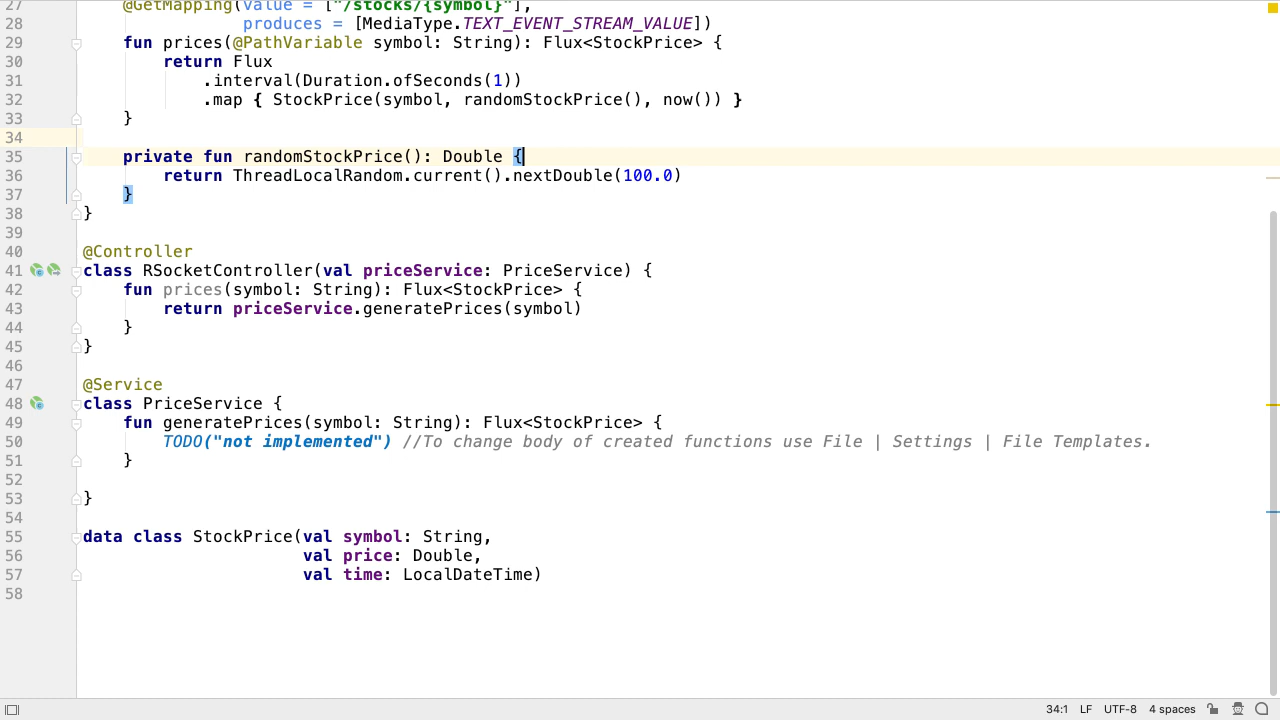 27 @GetMapping(value = ["/stocks/{symbol}"],
28 produces = [MediaType.TEXT_EVENT_STREAM_VALUE])
29 fun prices(@PathVariable symbol: String): Flux<StockPrice> {
30 return Flux
31 .interval(Duration.ofSeconds(1))
32 .map { StockPrice(symbol, randomStockPrice(), now()) }
33 }
34
35 private fun randomStockPrice(): Double {
36 return ThreadLocalRandom.current().nextDouble(100.0)
37 }
38 }
39
40 @Controller
41 class RSocketController(val priceService: PriceService) {
42 fun prices(symbol: String): Flux<StockPrice> {
43 return priceService.generatePrices(symbol)
44 }
45 }
46
47 @Service
48 class PriceService {
49 fun generatePrices(symbol: String): Flux<StockPrice> {
50 TODO("not implemented") //To change body of created functions use File | Settings | File Templates.
51 }
52
53 }
54
55 data class StockPrice(val symbol: String,
56 val price: Double,
57 val time: LocalDateTime)
58
34:1 LF UTF-8 4 spaces